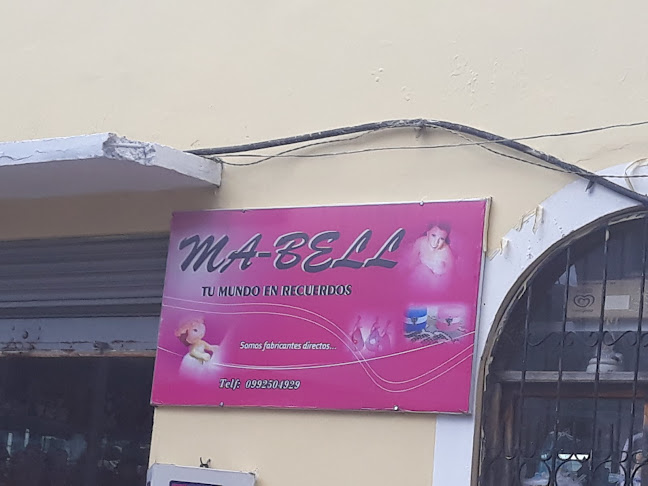 MA-BELL
TU MUNDO EN RECUERDOS
Somos fabricantes directos...
Telf: 0992504929